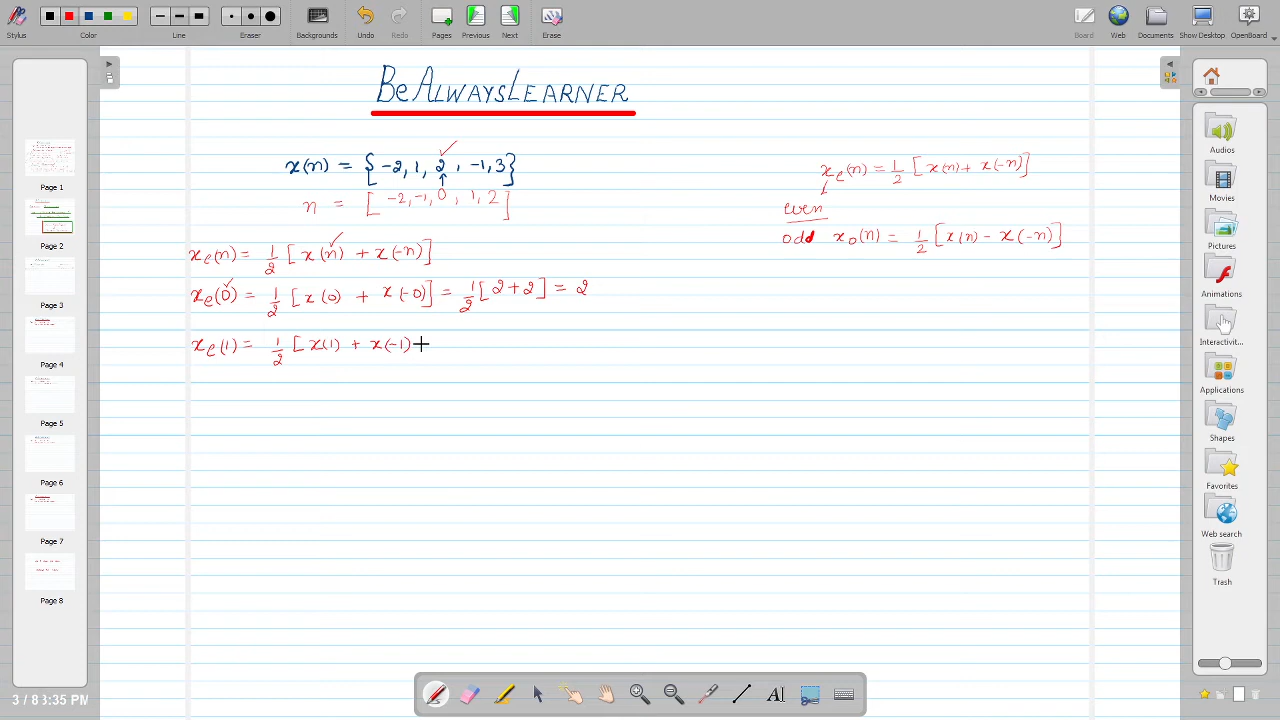 Stylus Color Line Eraser Backgrounds Undo Redo Pages Previous Next Erase Board Web Documents Show Desktop OpenBoard
BeAlwaysLearner
x(n) = { -2, 1, 2, -1, 3}
↑
n = [ -2, -1, 0, 1, 2 ]
xe(n) = 1/2 [ x(n) + x(-n)]
xe(0) = 1/2 [ x(0) + x(-0)] = 1/2 [ 2 + 2 ] = 2
xe(1) = 1/2 [ x(1) + x(-1)
xe(n) = 1/2 [ x(n) + x(-n)]
even
odd xo(n) = 1/2 [ x(n) - x(-n)]
Page 1
Page 2
Page 3
Page 4
Page 5
Page 6
Page 7
Page 8
3 / 8
3:35 PM
Audios
Movies
Pictures
Animations
Interactiv...
Applications
Shapes
Favorites
Web search
Trash